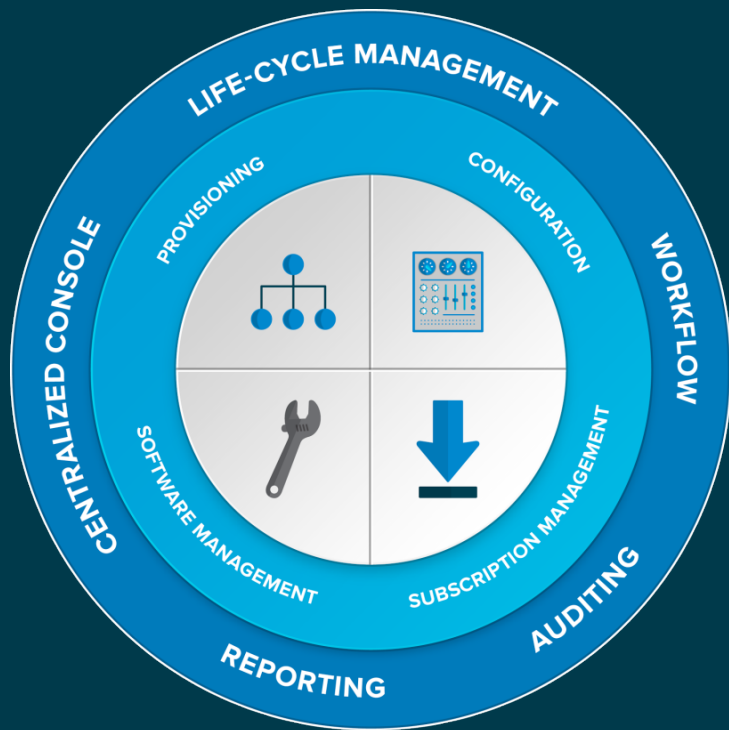 LIFE-CYCLE MANAGEMENT
PROVISIONING
CONFIGURATION
CENTRALIZED CONSOLE
WORKFLOW
SOFTWARE MANAGEMENT
SUBSCRIPTION MANAGEMENT
AUDITING
REPORTING